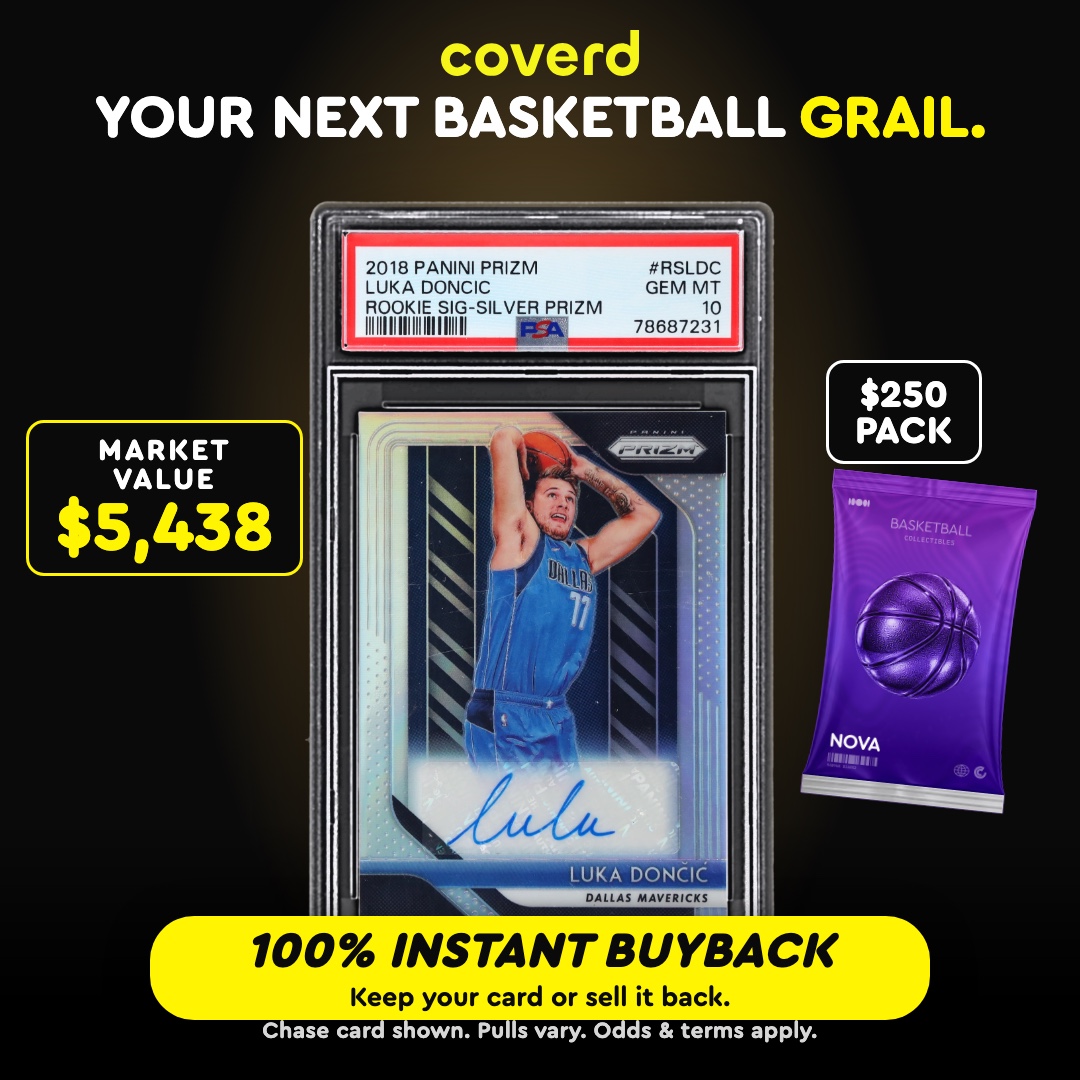 coverd
YOUR NEXT BASKETBALL GRAIL.
2018 PANINI PRIZM #RSLDC
LUKA DONCIC GEM MT
ROOKIE SIG-SILVER PRIZM 10
PSA
78687231
$250
PACK
MARKET
VALUE
$5,438
PANINI
PRIZM
DALLAS
77
BASKETBALL
COLLECTIBLES
NOVA
lulu
LUKA DONČIĆ
DALLAS MAVERICKS
100% INSTANT BUYBACK
Keep your card or sell it back.
Chase card shown. Pulls vary. Odds & terms apply.